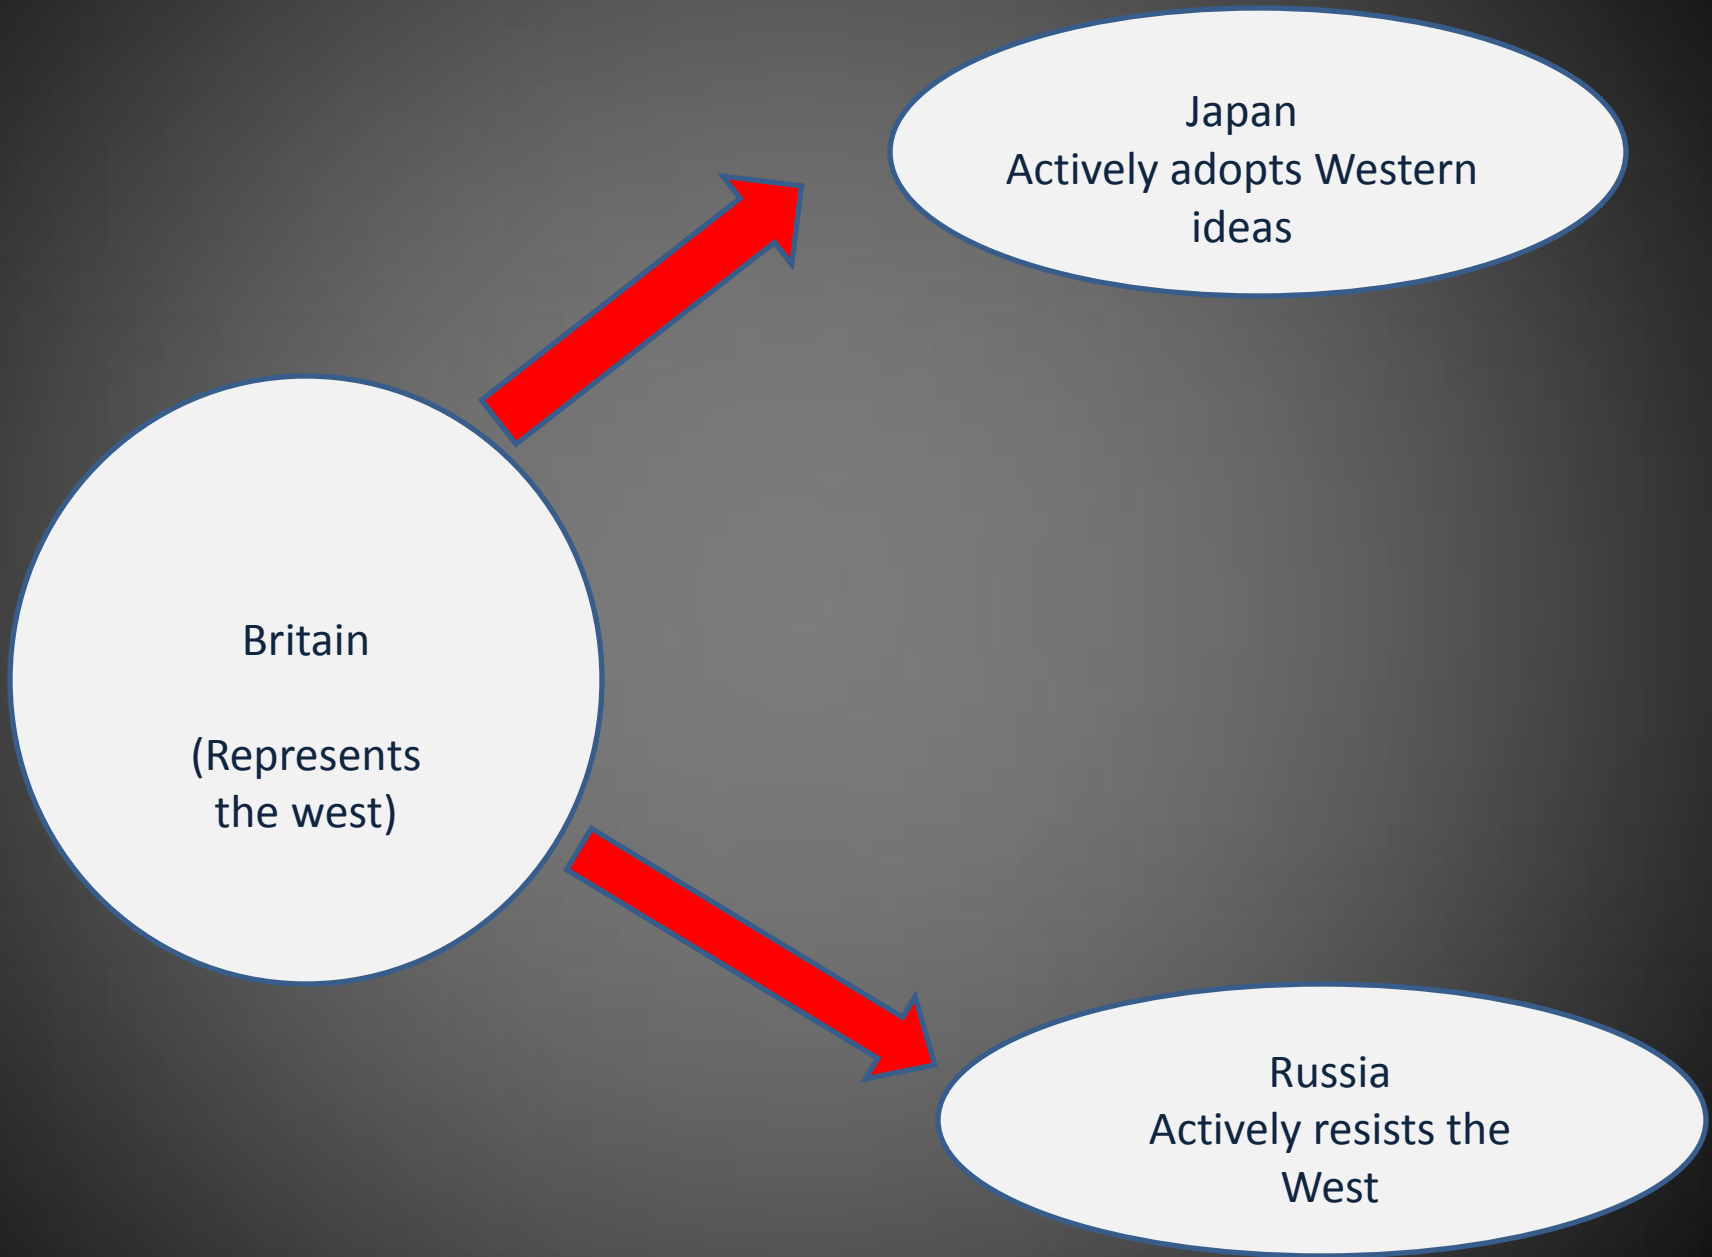 Japan
Actively adopts Western
ideas
Britain
(Represents
the west)
Russia
Actively resists the
West